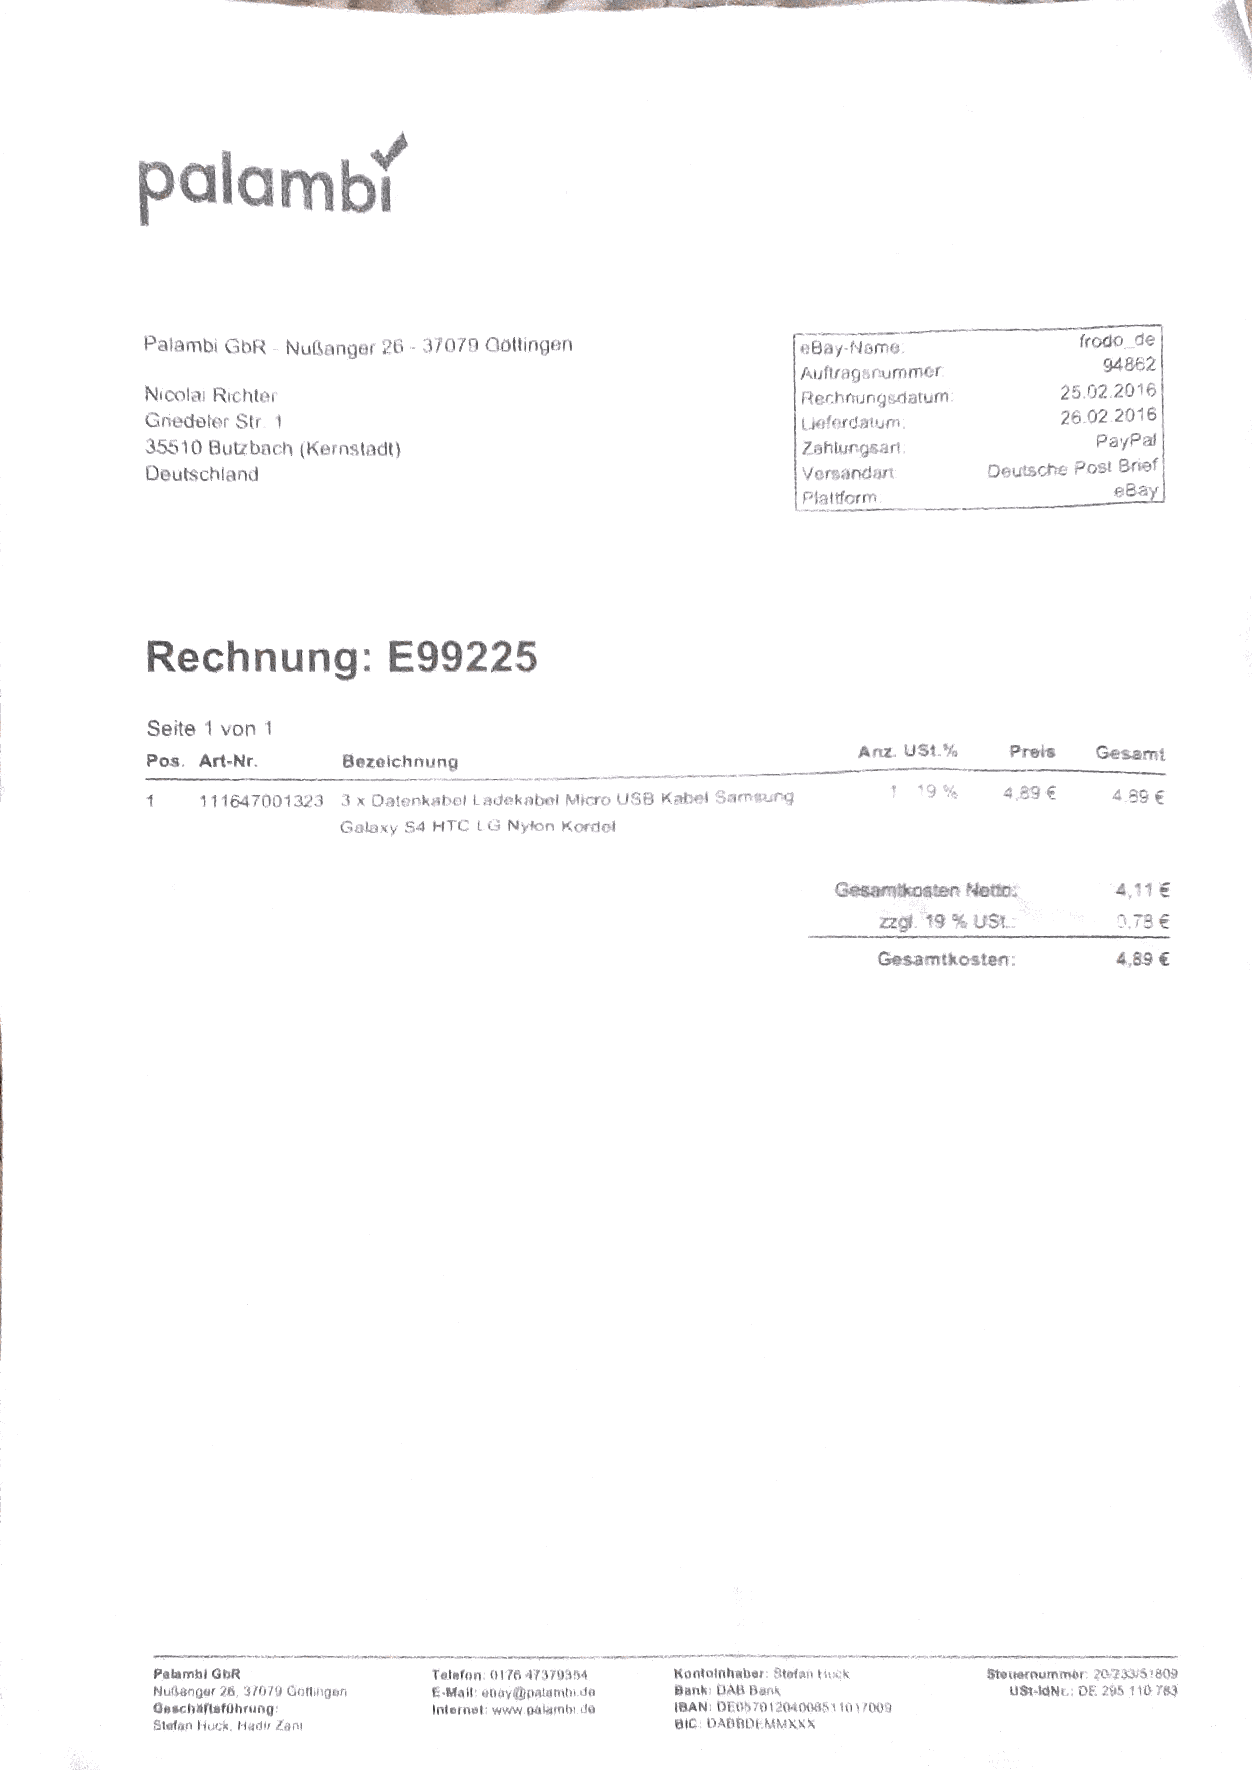 palambi
Palambi GbR - Nußanger 26 - 37079 Göttingen
Nicolai Richter
Griedeler Str. 1
35510 Butzbach (Kernstadt)
Deutschland
eBay-Name: frodo_de
Auftragsnummer: 94862
Rechnungsdatum: 25.02.2016
Lieferdatum: 26.02.2016
Zahlungsart: PayPal
Versandart: Deutsche Post Brief
Plattform: eBay
Rechnung: E99225
Seite 1 von 1
Pos. Art-Nr. Bezeichnung Anz. USt.% Preis Gesamt
1 111647001323 3 x Datenkabel Ladekabel Micro USB Kabel Samsung 1 19 % 4,89 € 4,89 €
Galaxy S4 HTC LG Nylon Kordel
Gesamtkosten Netto: 4,11 €
zzgl. 19 % USt.: 0,78 €
Gesamtkosten: 4,89 €
Palambi GbR
Nußanger 26, 37079 Göttingen
Geschäftsführung:
Stefan Huck, Hadir Zani
Telefon: 0176 47379354
E-Mail: ebay@palambi.de
Internet: www.palambi.de
Kontoinhaber: Stefan Huck
Bank: DAB Bank
IBAN:
BIC: DABBDEMMXXX
Steuernummer: 20/233/51809
USt-IdNr.: DE 295 110 783